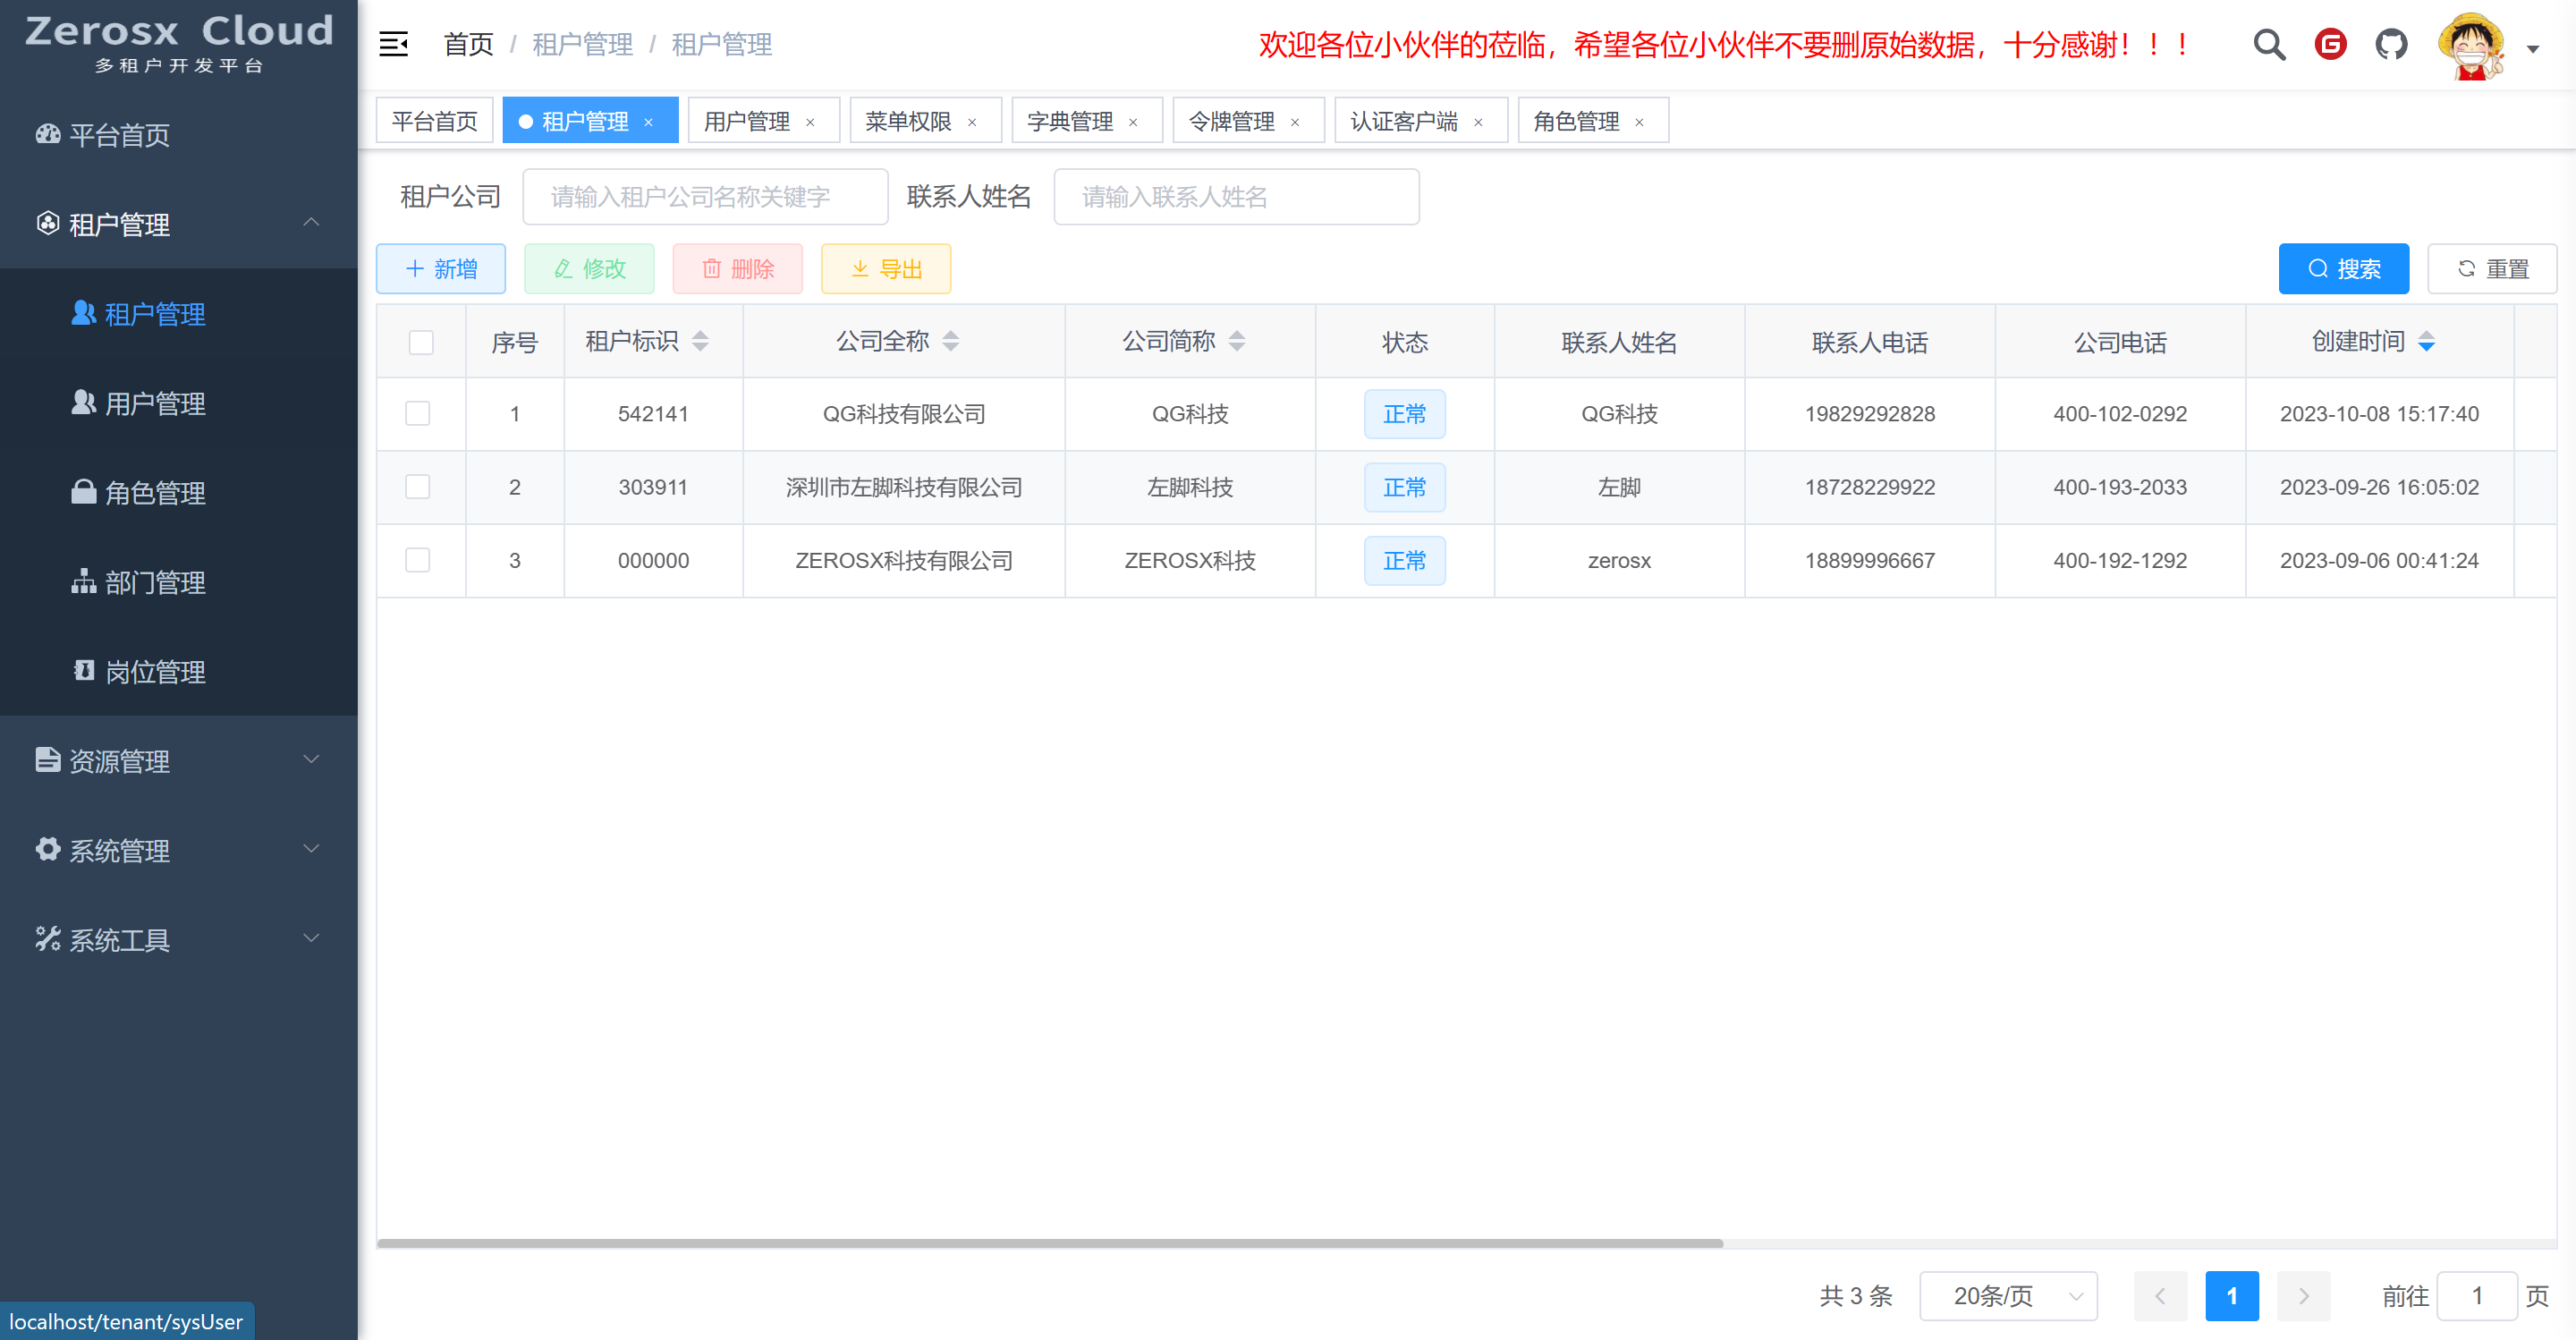 Zerosx Cloud
多租户开发平台
首页 / 租户管理 / 租户管理
欢迎各位小伙伴的莅临，希望各位小伙伴不要删原始数据，十分感谢！！！
平台首页 租户管理 × 用户管理 × 菜单权限 × 字典管理 × 令牌管理 × 认证客户端 × 角色管理 ×
平台首页
租户管理
租户管理
用户管理
角色管理
部门管理
岗位管理
资源管理
系统管理
系统工具
租户公司 请输入租户公司名称关键字 联系人姓名 请输入联系人姓名
新增 修改 删除 导出 搜索 重置
序号 租户标识 公司全称 公司简称 状态 联系人姓名 联系人电话 公司电话 创建时间
1 542141 QG科技有限公司 QG科技 正常 QG科技 19829292828 400-102-0292 2023-10-08 15:17:40
2 303911 深圳市左脚科技有限公司 左脚科技 正常 左脚 18728229922 400-193-2033 2023-09-26 16:05:02
3 000000 ZEROSX科技有限公司 ZEROSX科技 正常 zerosx 18899996667 400-192-1292 2023-09-06 00:41:24
共 3 条 20条/页 1 前往 1 页
localhost/tenant/sysUser